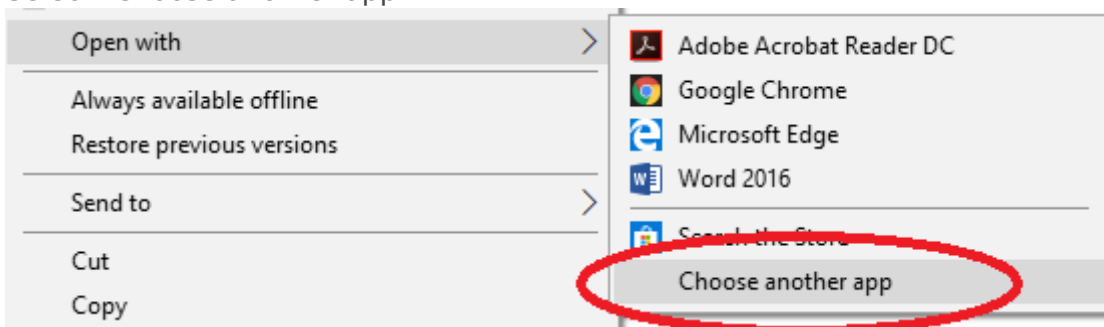 Open with
Always available offline
Restore previous versions
Send to
Cut
Copy
Adobe Acrobat Reader DC
Google Chrome
Microsoft Edge
Word 2016
Search the Store
Choose another app